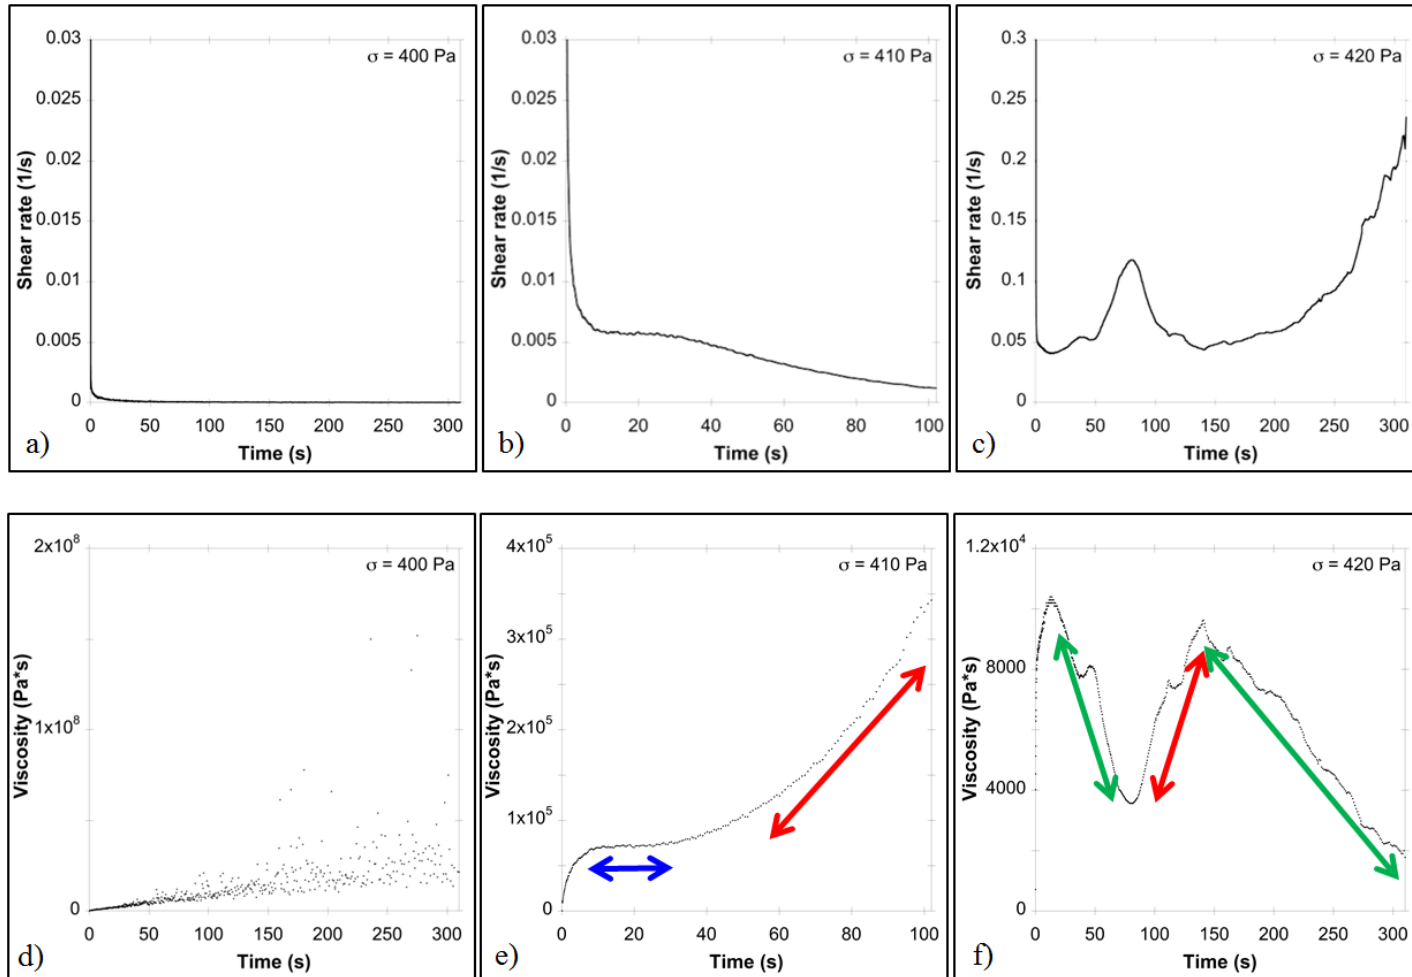 σ = 400 Pa
0.03
0.025
0.02
0.015
0.01
0.005
0
Shear rate (1/s)
0 50 100 150 200 250 300
Time (s)
a)
σ = 410 Pa
0.03
0.025
0.02
0.015
0.01
0.005
0
Shear rate (1/s)
0 20 40 60 80 100
Time (s)
b)
σ = 420 Pa
0.3
0.25
0.2
0.15
0.1
0.05
0
Shear rate (1/s)
0 50 100 150 200 250 300
Time (s)
c)
σ = 400 Pa
2x10⁸
1x10⁸
0
Viscosity (Pa*s)
0 50 100 150 200 250 300
Time (s)
d)
σ = 410 Pa
4x10⁵
3x10⁵
2x10⁵
1x10⁵
0
Viscosity (Pa*s)
0 20 40 60 80 100
Time (s)
e)
σ = 420 Pa
1.2x10⁴
8000
4000
0
Viscosity (Pa*s)
0 50 100 150 200 250 300
Time (s)
f)